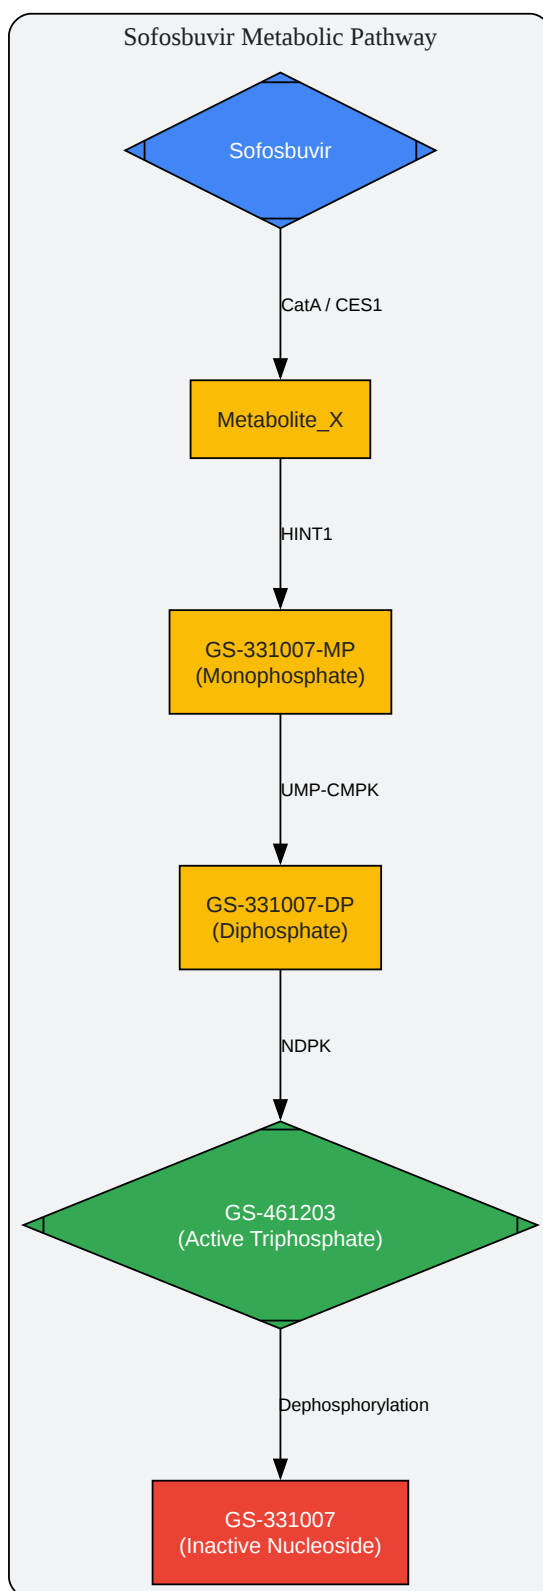 Sofosbuvir Metabolic Pathway
Sofosbuvir
CatA / CES1
Metabolite_X
HINT1
GS-331007-MP
(Monophosphate)
UMP-CMPK
GS-331007-DP
(Diphosphate)
NDPK
GS-461203
(Active Triphosphate)
Dephosphorylation
GS-331007
(Inactive Nucleoside)